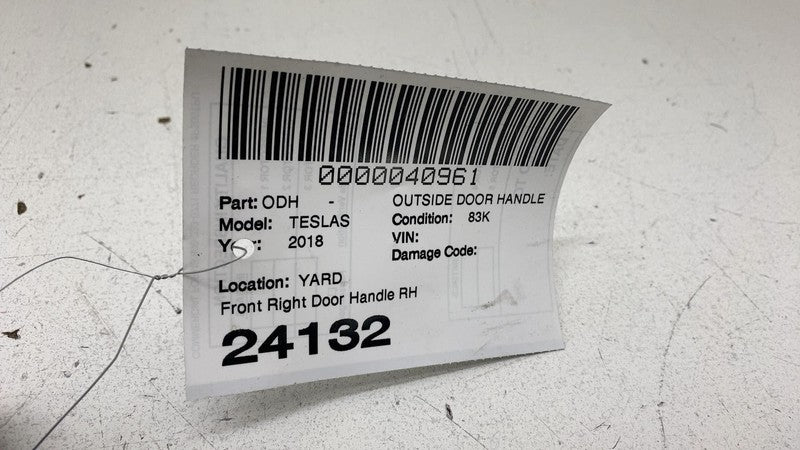 0000040961
Part: ODH - OUTSIDE DOOR HANDLE
Model: TESLAS Condition: 83K
Year: 2018 VIN:
Damage Code:
Location: YARD
Front Right Door Handle RH
24132